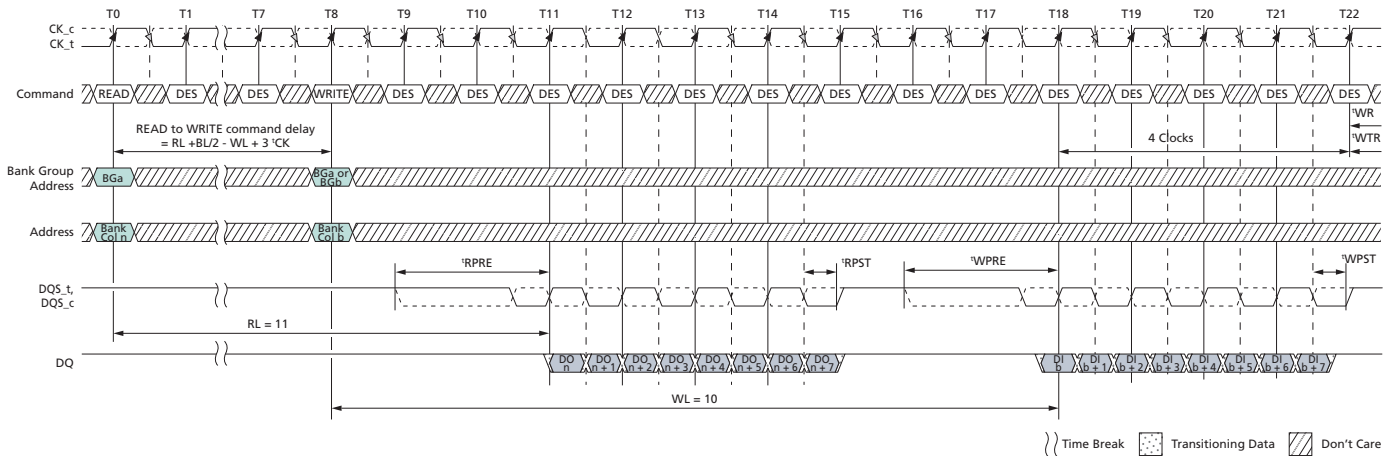 T0 T1 T7 T8 T9 T10 T11 T12 T13 T14 T15 T16 T17 T18 T19 T20 T21 T22
CK_c
CK_t
Command READ DES DES WRITE DES DES DES DES DES DES DES DES DES DES DES DES DES DES
READ to WRITE command delay
= RL +BL/2 - WL + 3 tCK
tWR
4 Clocks tWTR
Bank Group
Address
BGa BGa or
BGb
Address
Bank
Col n
Bank
Col b
tRPRE tRPST tWPRE tWPST
DQS_t,
DQS_c
RL = 11
DQ
DO
n
DO
n + 1
DO
n + 2
DO
n + 3
DO
n + 4
DO
n + 5
DO
n + 6
DO
n + 7
DI
b
DI
b + 1
DI
b + 2
DI
b + 3
DI
b + 4
DI
b + 5
DI
b + 6
DI
b + 7
WL = 10
Time Break Transitioning Data Don't Care